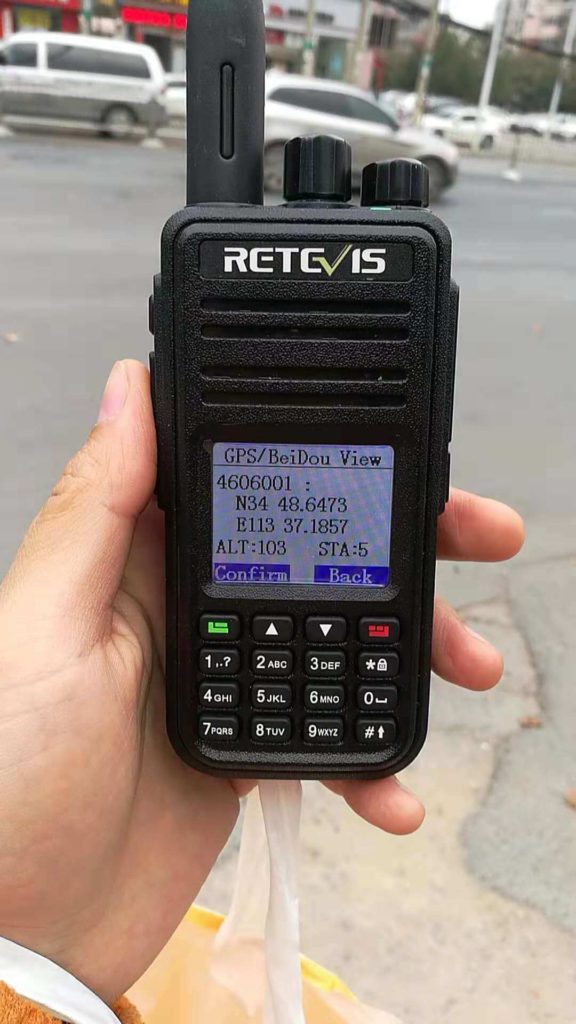 RETEVIS
GPS/BeiDou View
4606001 :
N34 48.6473
E113 37.1857
ALT:103 STA:5
Confirm Back
1,.? 2ABC 3DEF *
4GHI 5JKL 6MNO 0
7PQRS 8TUV 9WXYZ #